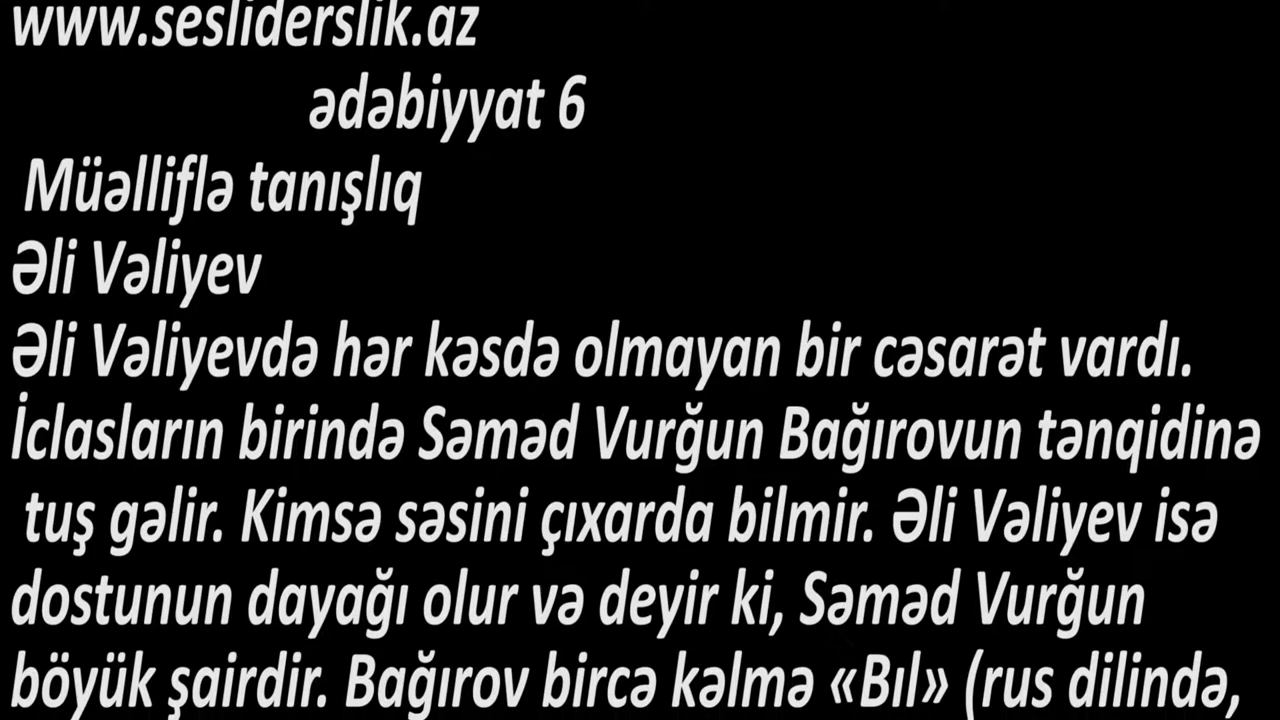 www.sesliderslik.az
ədəbiyyat 6
Müəlliflə tanışlıq
Əli Vəliyev
Əli Vəliyevdə hər kəsdə olmayan bir cəsarət vardı.
İclasların birində Səməd Vurğun Bağırovun tənqidinə
tuş gəlir. Kimsə səsini çıxarda bilmir. Əli Vəliyev isə
dostunun dayağı olur və deyir ki, Səməd Vurğun
böyük şairdir. Bağırov bircə kəlmə «Bıl» (rus dilində,